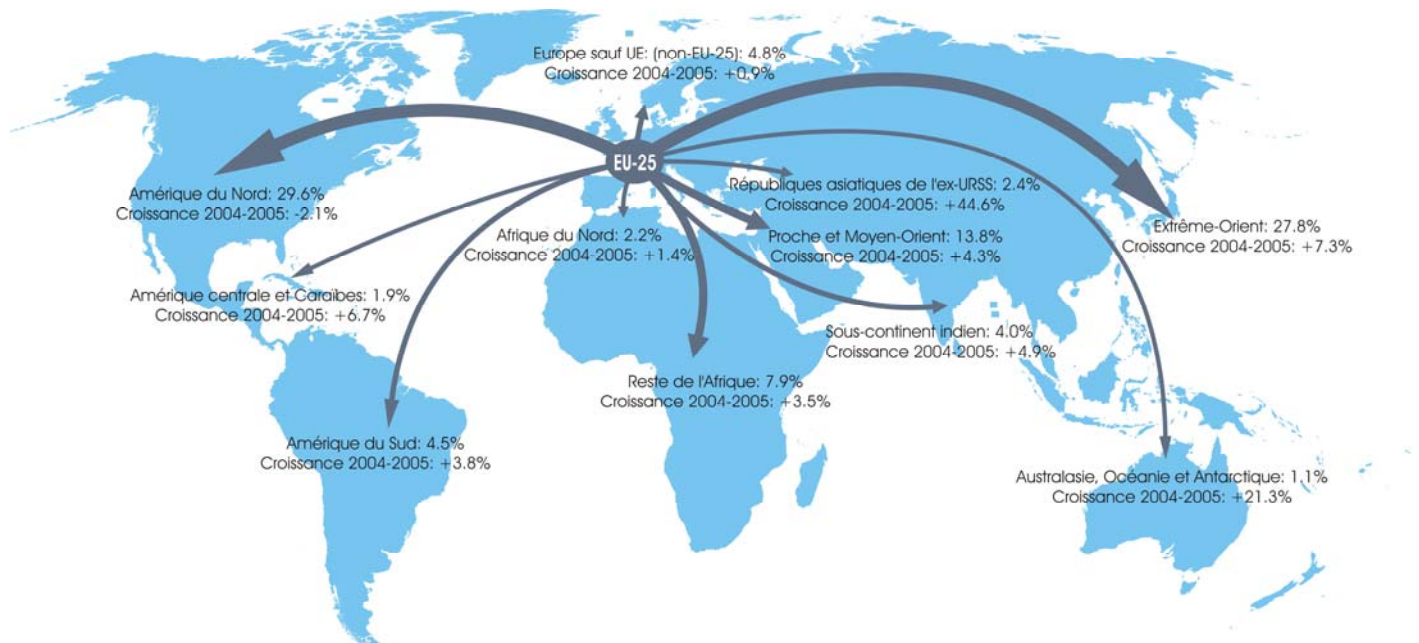 Europe sauf UE: (non-EU-25): 4.8%
Croissance 2004-2005: +0.9%
EU-25
Amérique du Nord: 29.6%
Croissance 2004-2005: -2.1%
Républiques asiatiques de l'ex-URSS: 2.4%
Croissance 2004-2005: +44.6%
Extrême-Orient: 27.8%
Croissance 2004-2005: +7.3%
Afrique du Nord: 2.2%
Croissance 2004-2005: +1.4%
Proche et Moyen-Orient: 13.8%
Croissance 2004-2005: +4.3%
Amérique centrale et Caraïbes: 1.9%
Croissance 2004-2005: +6.7%
Sous-continent indien: 4.0%
Croissance 2004-2005: +4.9%
Reste de l'Afrique: 7.9%
Croissance 2004-2005: +3.5%
Amérique du Sud: 4.5%
Croissance 2004-2005: +3.8%
Australasie, Océanie et Antarctique: 1.1%
Croissance 2004-2005: +21.3%